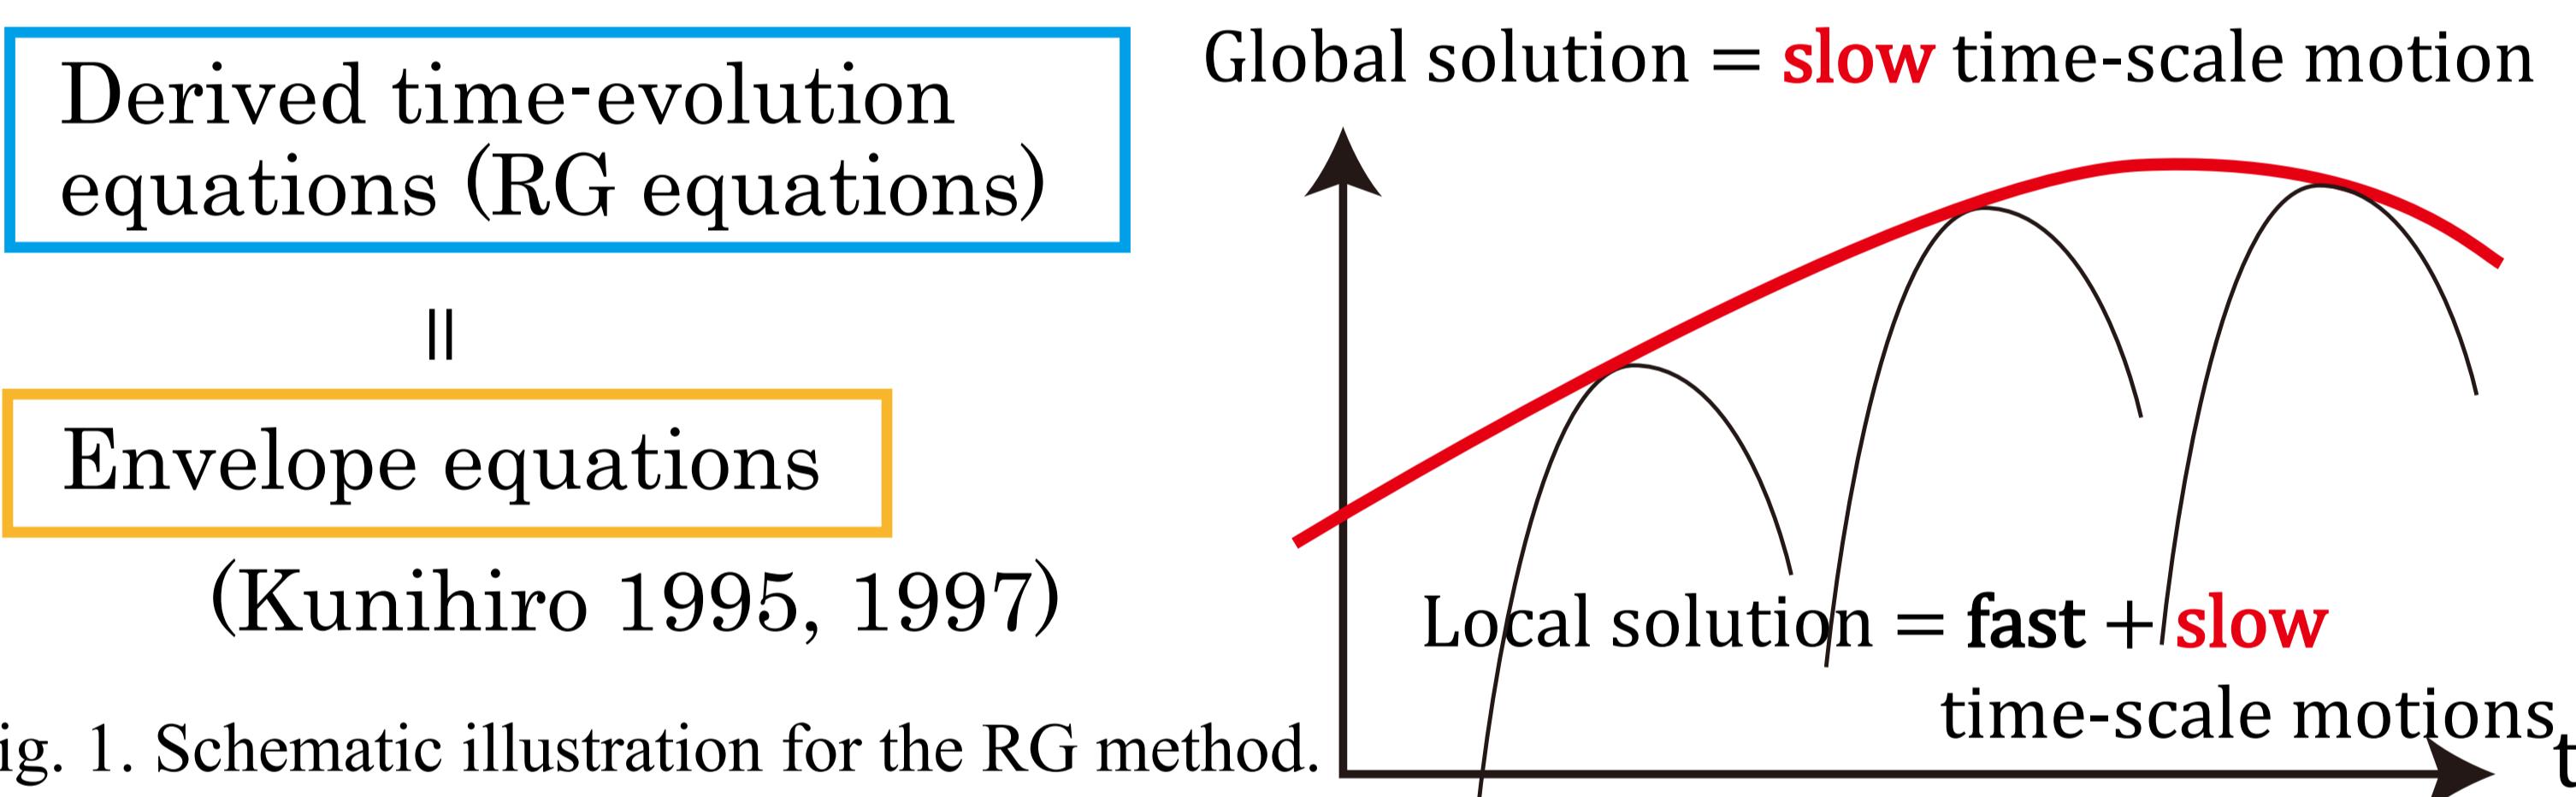 Derived time-evolution
equations (RG equations)
=
Envelope equations
(Kunihiro 1995, 1997)
ig. 1. Schematic illustration for the RG method.
Global solution = slow time-scale motion
Local solution = fast + slow
time-scale motions
t